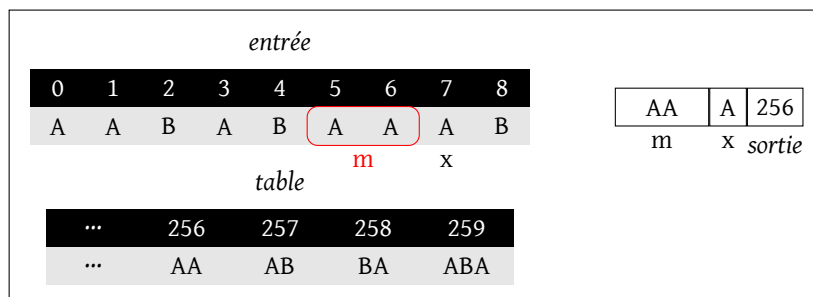 entrée
0 1 2 3 4 5 6 7 8
A A B A B A A A B
m x
table
... 256 257 258 259
... AA AB BA ABA
AA A 256
m x sortie